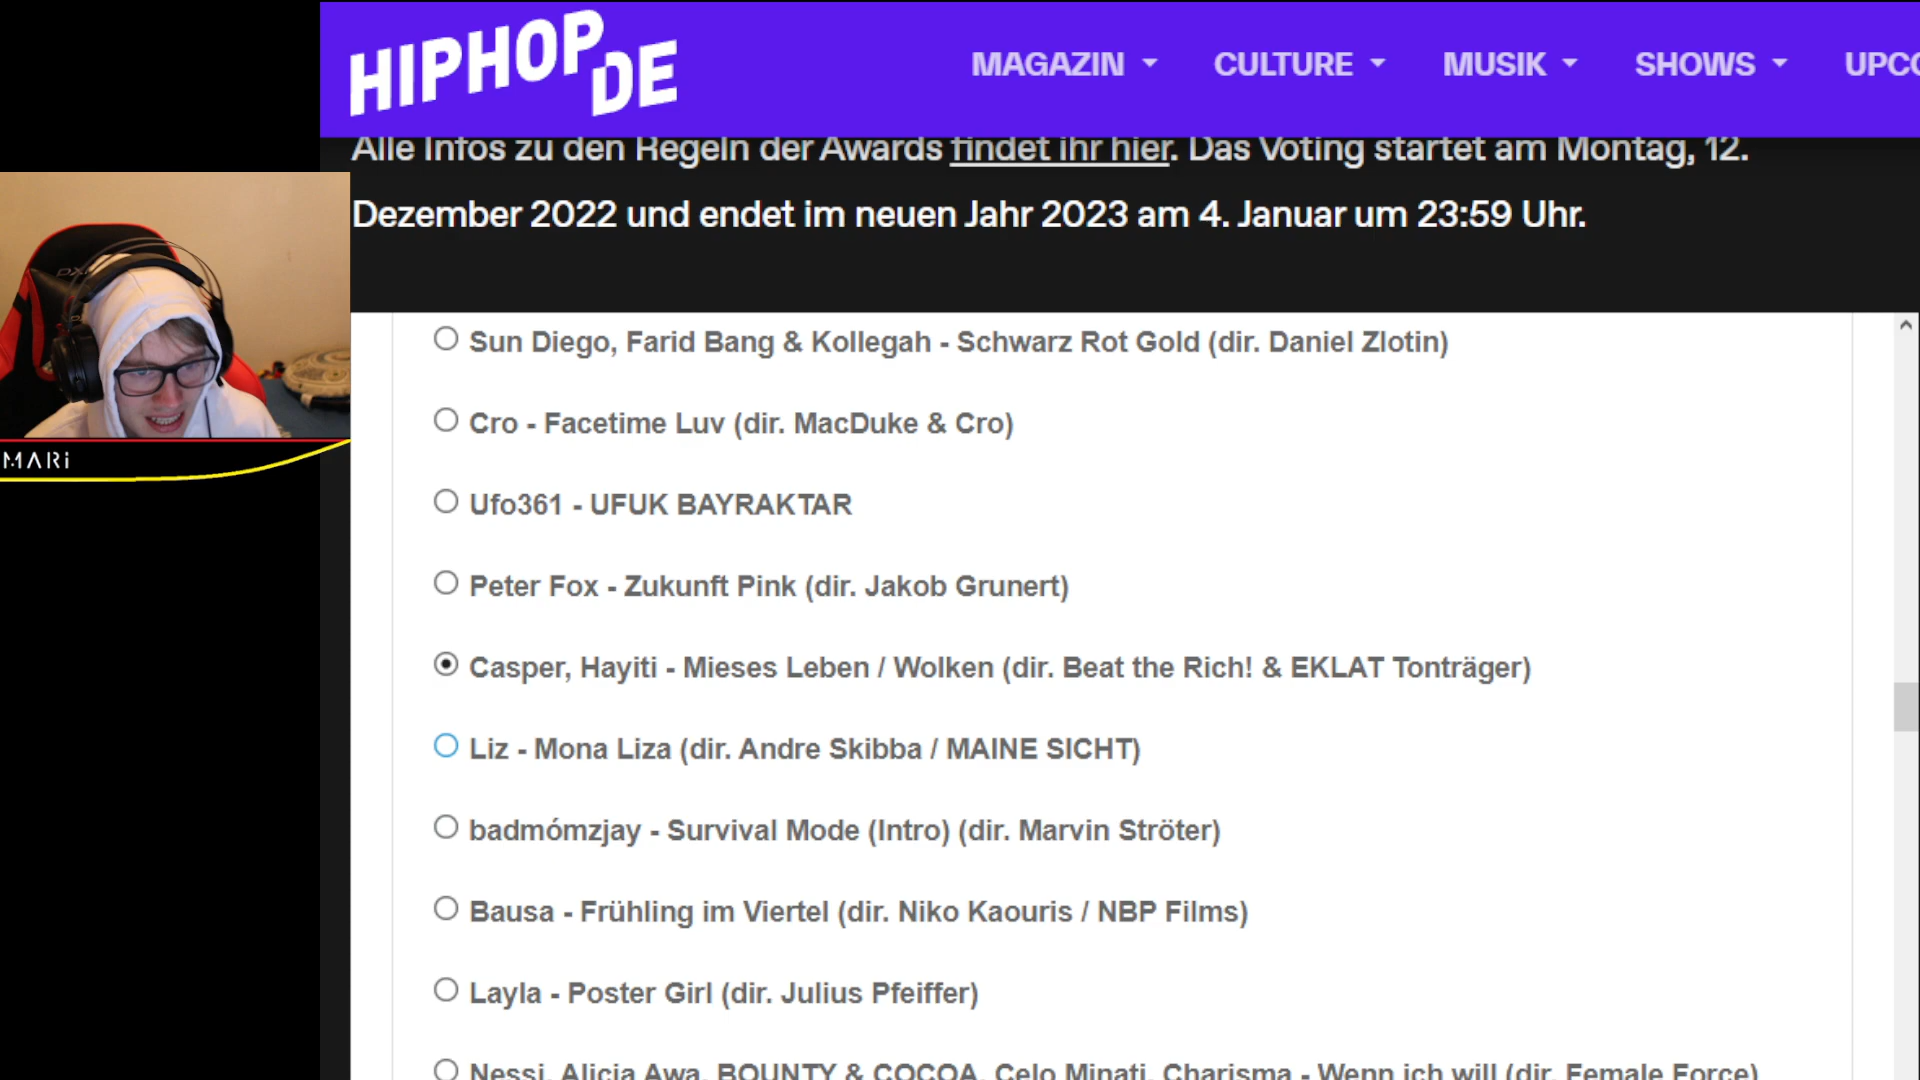 HIPHOP.DE
MAGAZIN
CULTURE
MUSIK
SHOWS
UPCO
Alle Infos zu den Regeln der Awards findet ihr hier. Das Voting startet am Montag, 12.
Dezember 2022 und endet im neuen Jahr 2023 am 4. Januar um 23:59 Uhr.
MARi
Sun Diego, Farid Bang & Kollegah - Schwarz Rot Gold (dir. Daniel Zlotin)
Cro - Facetime Luv (dir. MacDuke & Cro)
Ufo361 - UFUK BAYRAKTAR
Peter Fox - Zukunft Pink (dir. Jakob Grunert)
Casper, Hayiti - Mieses Leben / Wolken (dir. Beat the Rich! & EKLAT Tonträger)
Liz - Mona Liza (dir. Andre Skibba / MAINE SICHT)
badmómzjay - Survival Mode (Intro) (dir. Marvin Ströter)
Bausa - Frühling im Viertel (dir. Niko Kaouris / NBP Films)
Layla - Poster Girl (dir. Julius Pfeiffer)
Nessi, Alicia Awa, BOUNTY & COCOA, Celo Minati, Charisma - Wenn ich will (dir. Female Force)